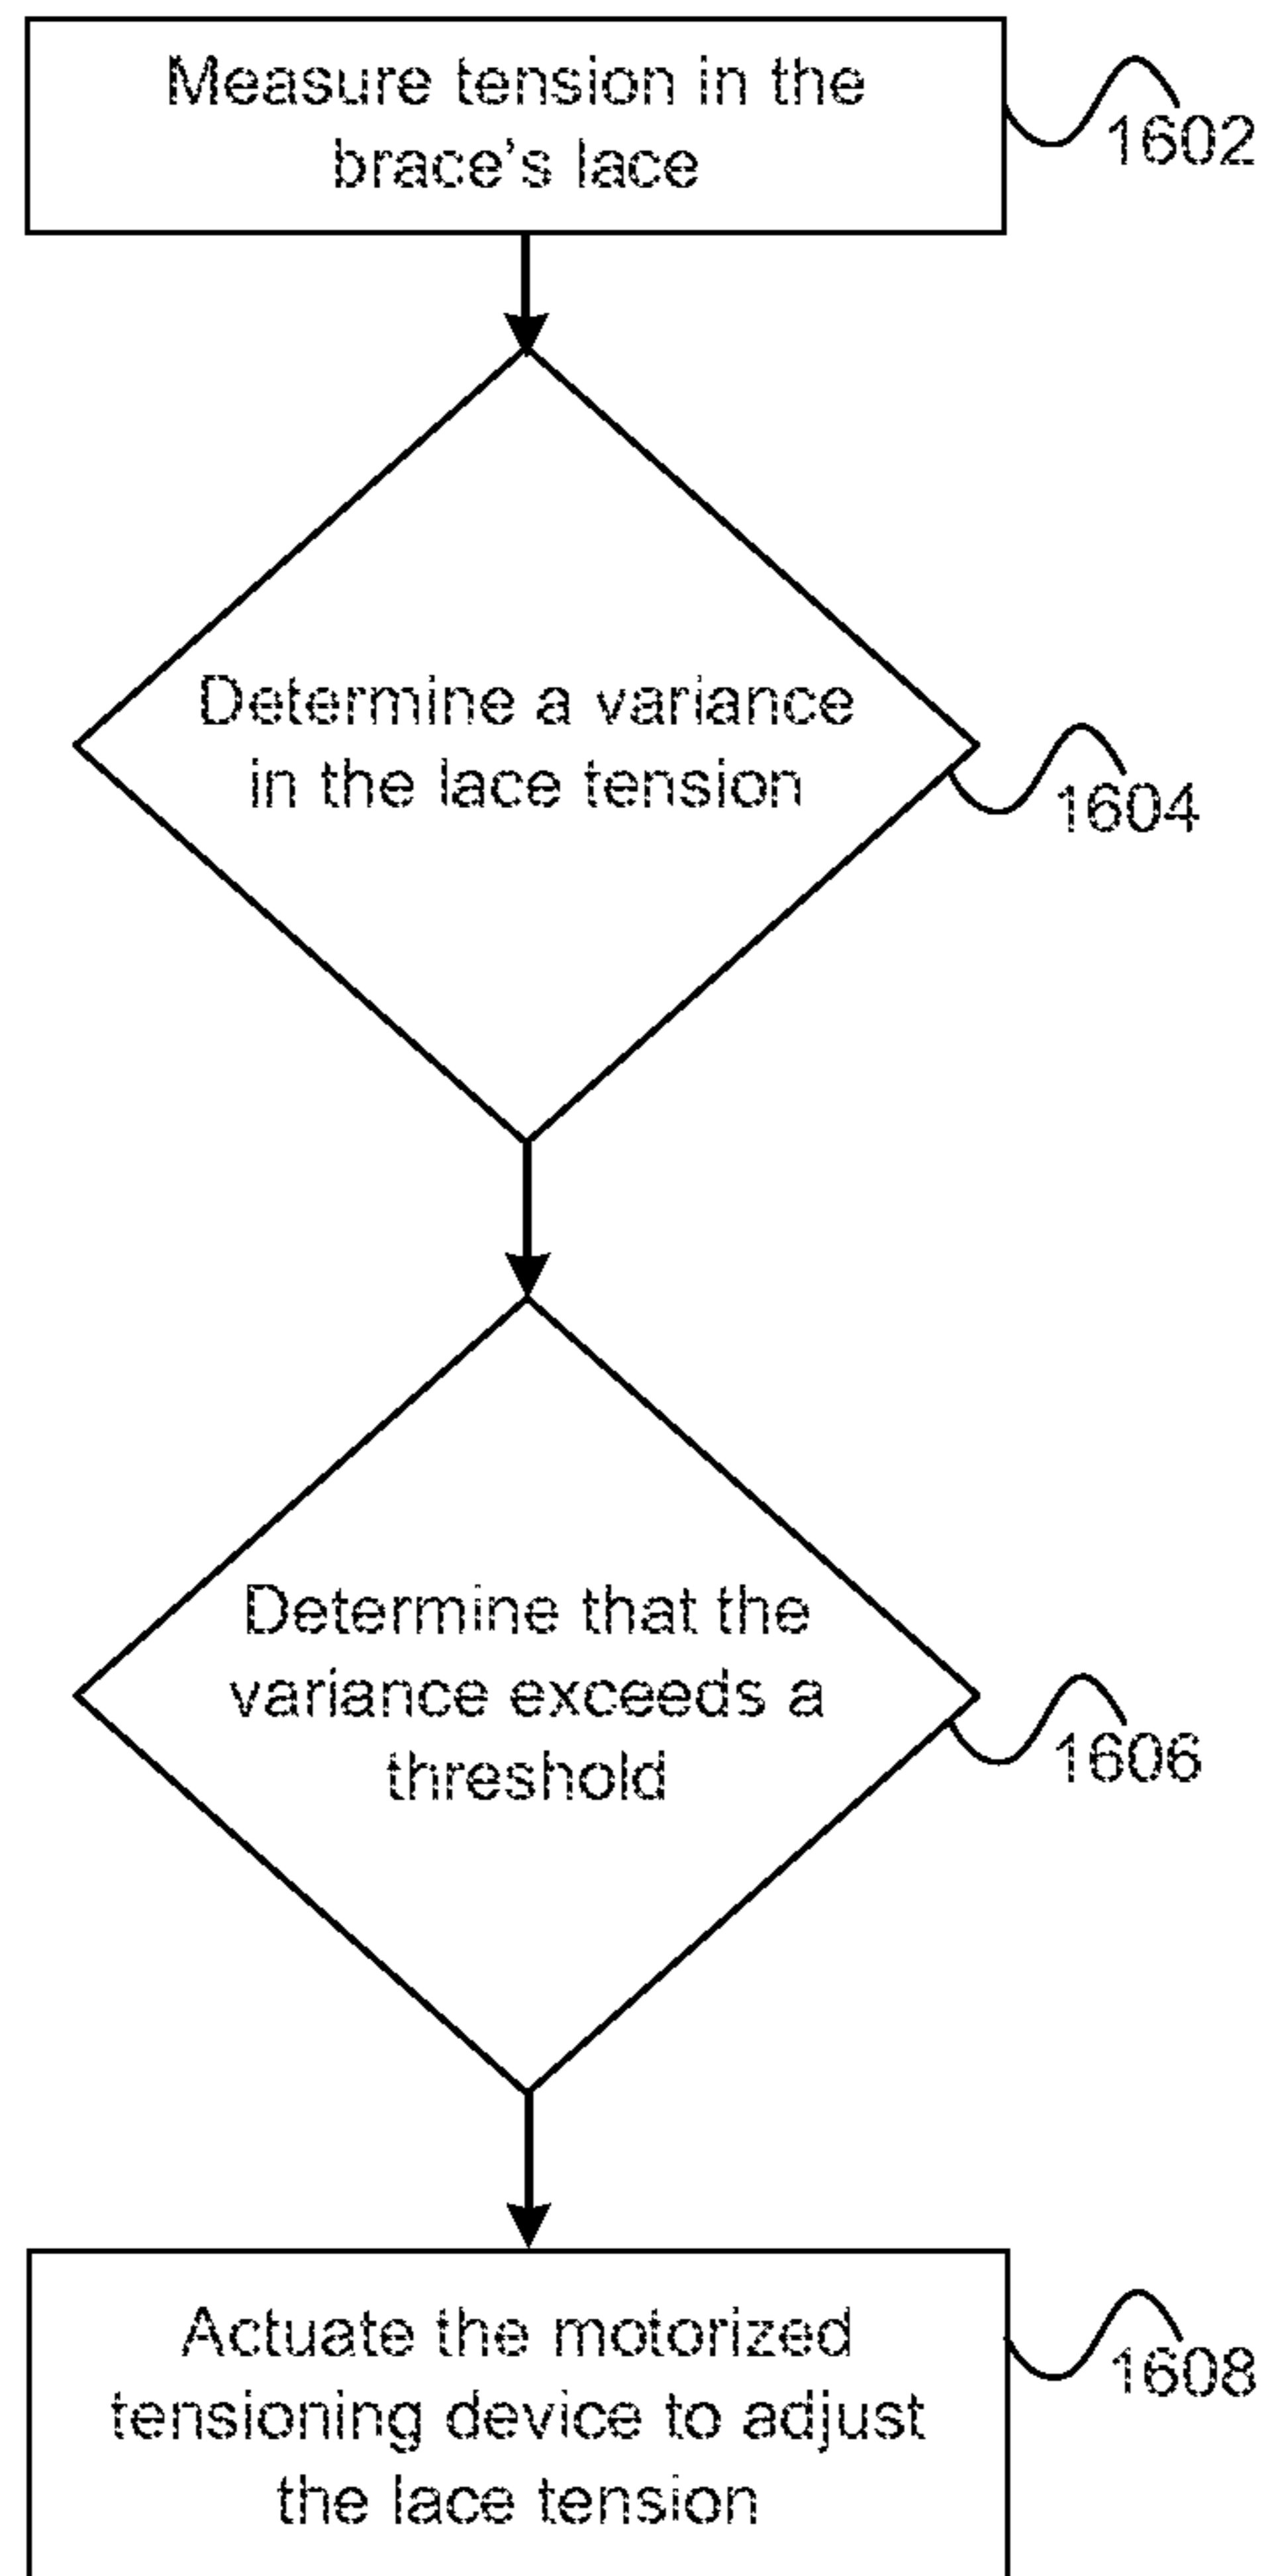 Measure tension in the
brace's lace
1602
Determine a variance
in the lace tension
1604
Determine that the
variance exceeds a
threshold
1606
Actuate the motorized
tensioning device to adjust
the lace tension
1608